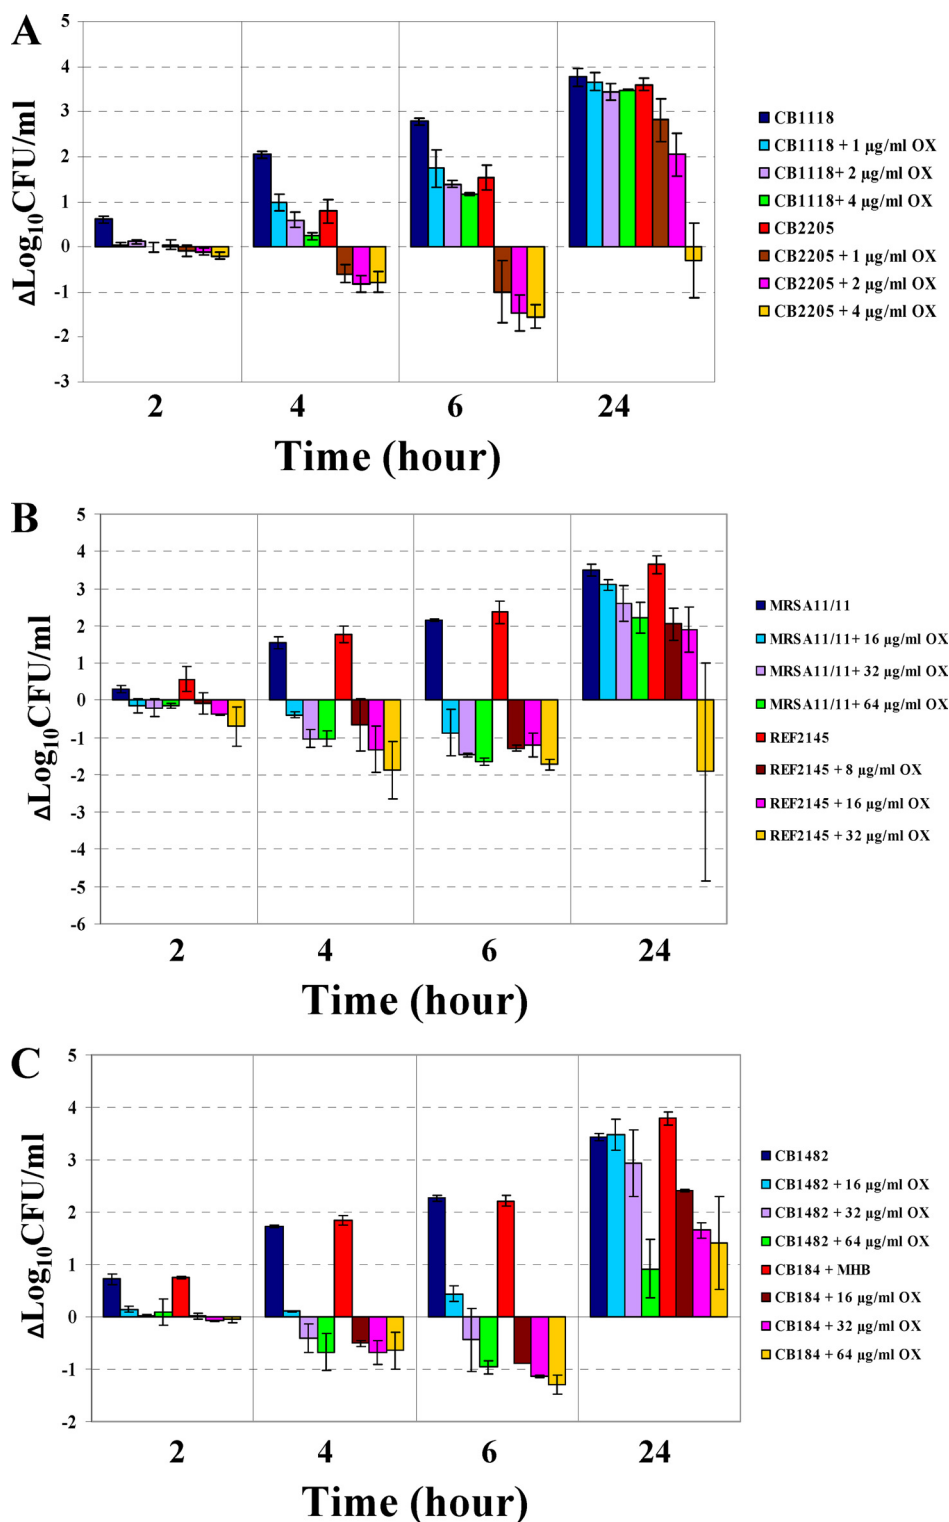 A
5
4
3
2
1
0
-1
-2
-3
ΔLog10CFU/ml
2 4 6 24
Time (hour)
CB1118
CB1118 + 1 µg/ml OX
CB1118+ 2 µg/ml OX
CB1118+ 4 µg/ml OX
CB2205
CB2205 + 1 µg/ml OX
CB2205 + 2 µg/ml OX
CB2205 + 4 µg/ml OX
B
5
4
3
2
1
0
-1
-2
-3
-4
-5
-6
ΔLog10CFU/ml
2 4 6 24
Time (hour)
MRSA11/11
MRSA11/11+ 16 µg/ml OX
MRSA11/11+ 32 µg/ml OX
MRSA11/11+ 64 µg/ml OX
REF2145
REF2145 + 8 µg/ml OX
REF2145 + 16 µg/ml OX
REF2145 + 32 µg/ml OX
C
5
4
3
2
1
0
-1
-2
ΔLog10CFU/ml
2 4 6 24
Time (hour)
CB1482
CB1482 + 16 µg/ml OX
CB1482 + 32 µg/ml OX
CB1482 + 64 µg/ml OX
CB184 + MHB
CB184 + 16 µg/ml OX
CB184 + 32 µg/ml OX
CB184 + 64 µg/ml OX